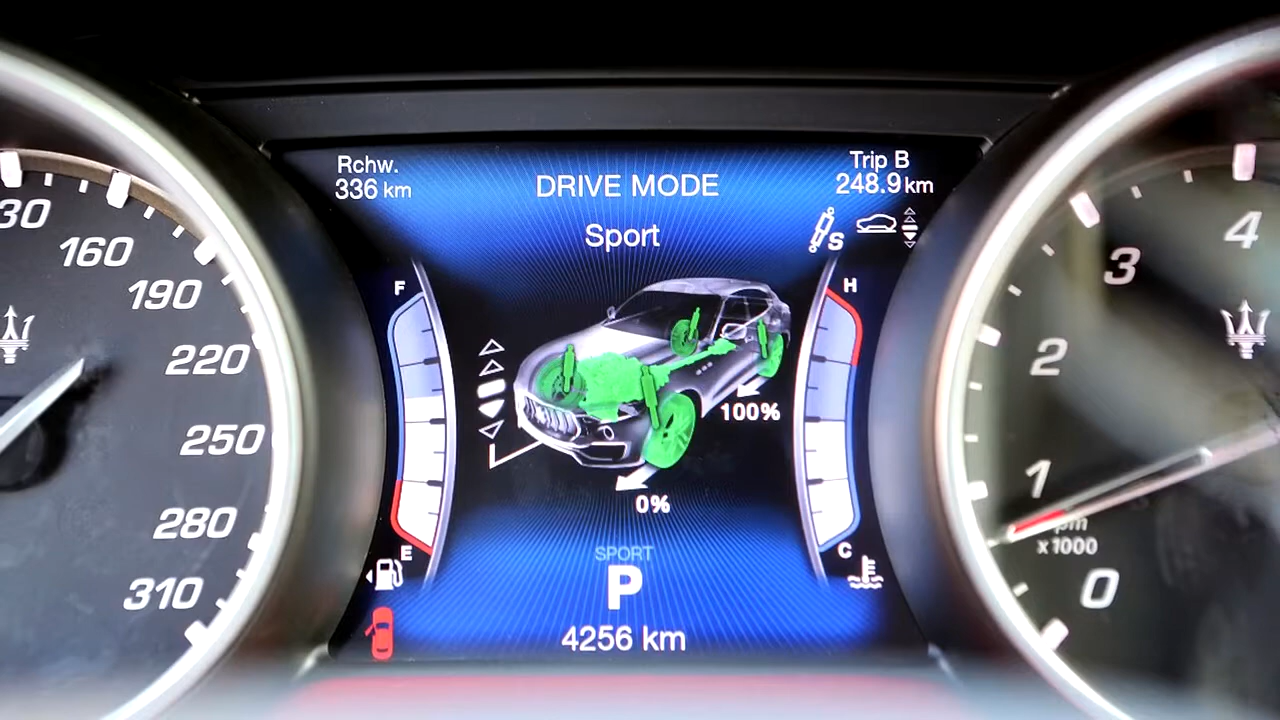 Rchw.
336 km
DRIVE MODE
Trip B
248.9 km
Sport
S
F
H
160
190
220
250
280
310
100%
0%
E
C
SPORT
P
4256 km
4
3
2
1
x1000
0